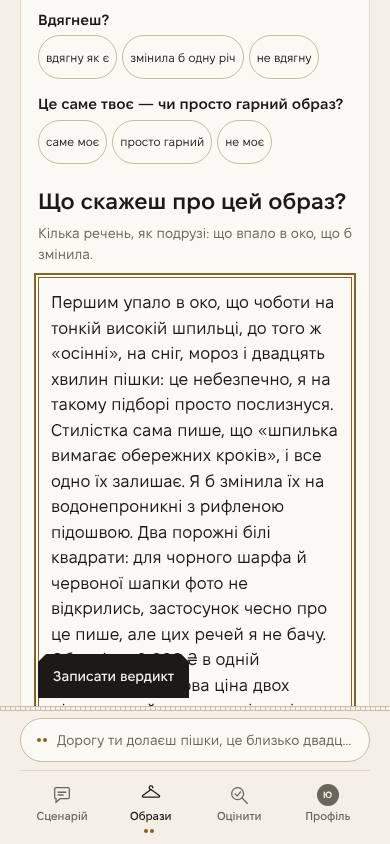 Вдягнеш?
вдягну як є
змінила б одну річ
не вдягну
Це саме твоє — чи просто гарний образ?
саме моє
просто гарний
не моє
Що скажеш про цей образ?
Кілька речень, як подрузі: що впало в око, що б
змінила.
Першим упало в око, що чоботи на
тонкій високій шпильці, до того ж
«осінні», на сніг, мороз і двадцять
хвилин пішки: це небезпечно, я на
такому підборі просто послизнуся.
Стилістка сама пише, що «шпилька
вимагає обережних кроків», і все
одно їх залишає. Я б змінила їх на
водонепроникні з рифленою
підошвою. Два порожні білі
квадрати: для чорного шарфа й
червоної шапки фото не
відкрились, застосунок чесно про
це пише, але цих речей я не бачу.
₴ в одній
ціна двох
Записати вердикт
Дорогу ти долаєш пішки, це близько двадц...
Сценарій
Образи
Оцінити
Ю
Профіль